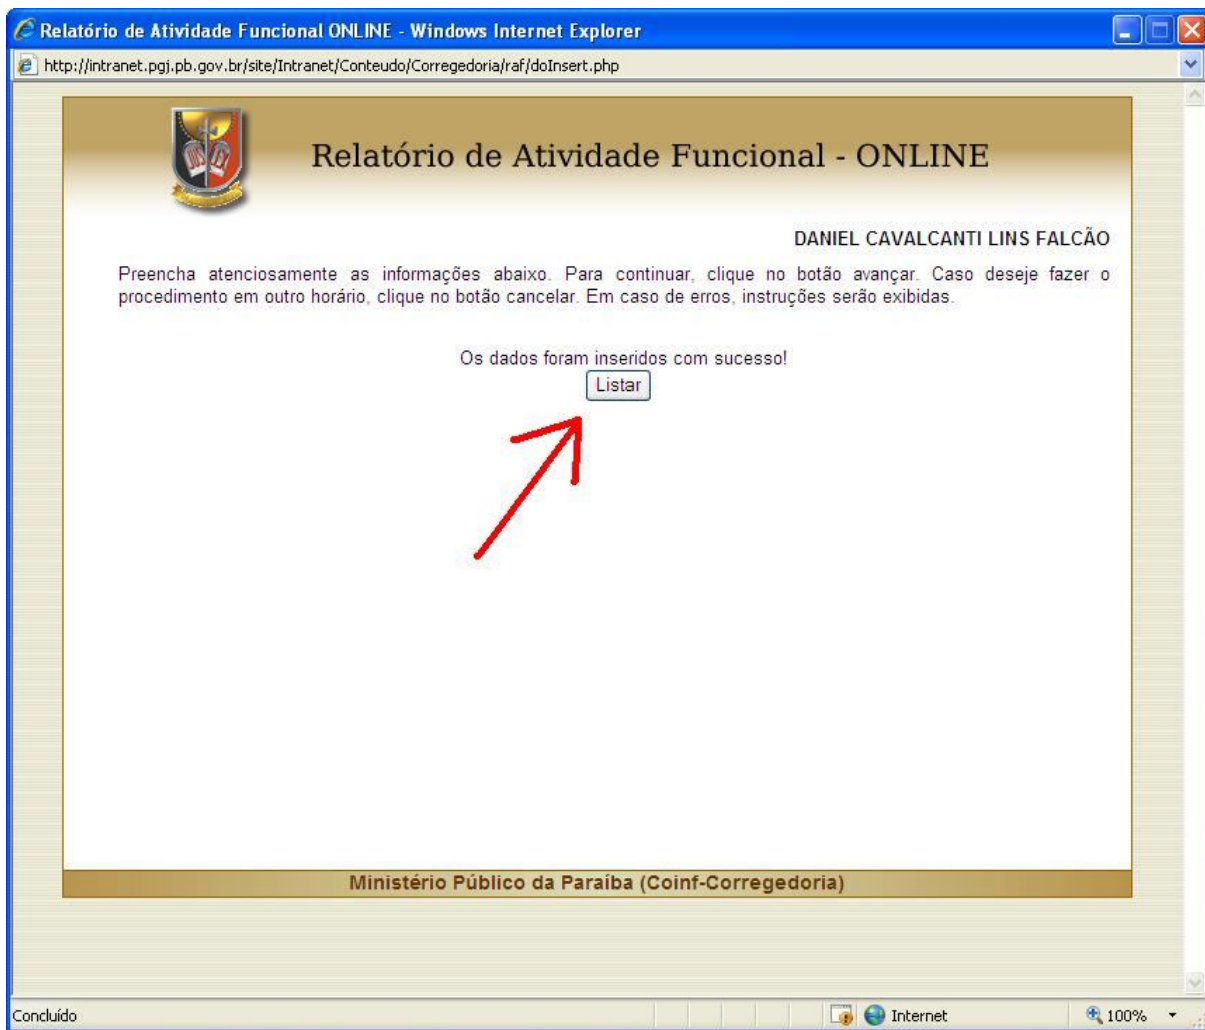 Relatório de Atividade Funcional ONLINE - Windows Internet Explorer
http://intranet.pgj.pb.gov.br/site/Intranet/Conteudo/Corregedoria/raf/doInsert.php
Relatório de Atividade Funcional - ONLINE
DANIEL CAVALCANTI LINS FALCÃO
Preencha atenciosamente as informações abaixo. Para continuar, clique no botão avançar. Caso deseje fazer o
procedimento em outro horário, clique no botão cancelar. Em caso de erros, instruções serão exibidas.
Os dados foram inseridos com sucesso!
Listar
Ministério Público da Paraíba (Coinf-Corregedoria)
Concluído
Internet
100%